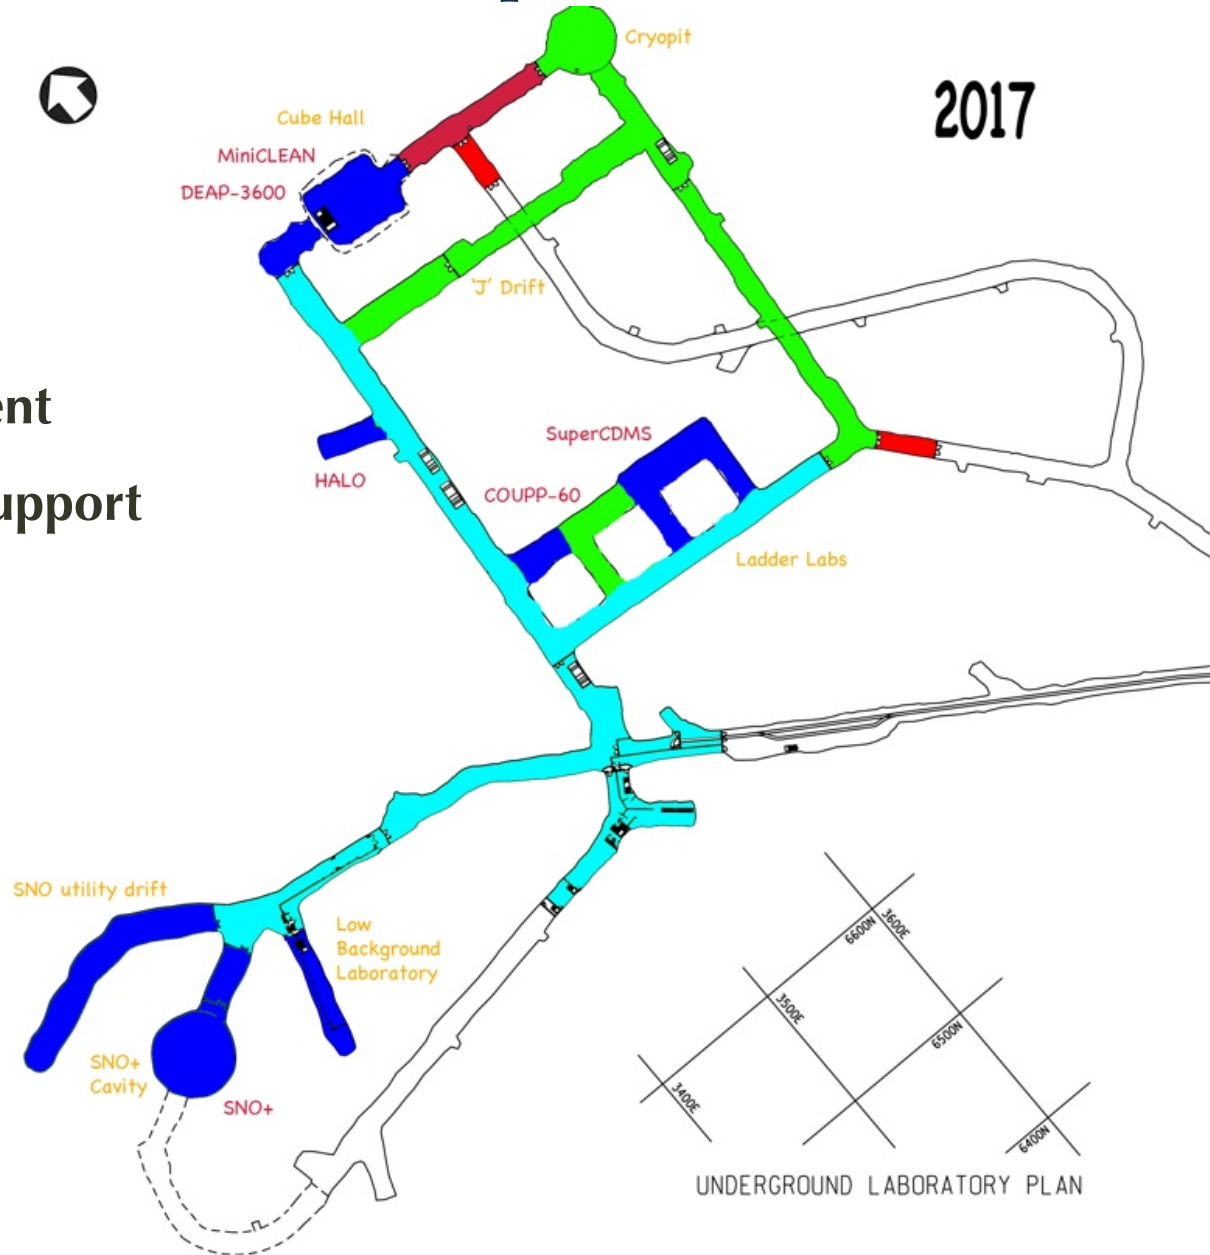 Cryopit
2017
Cube Hall
MiniCLEAN
DEAP-3600
'J' Drift
ent
SuperCDMS
HALO
COUPP-60
upport
Ladder Labs
SNO utility drift
Low
Background
Laboratory
6600N
3600E
3500E
6500N
SNO+
Cavity
3400E
SNO+
6400N
UNDERGROUND LABORATORY PLAN